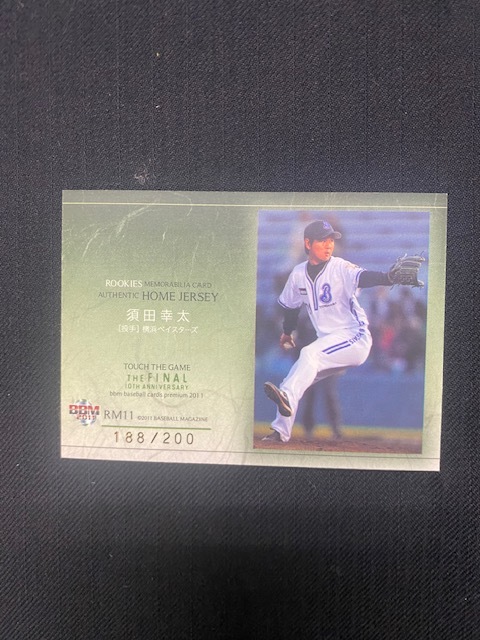 ROOKIES MEMORABILIA CARD
AUTHENTIC HOME JERSEY
須田幸太
[投手] 横浜ベイスターズ
TOUCH THE GAME
THE FINAL
10TH ANNIVERSARY
bbm baseball cards premium 2011
BBM
2011
RM11 ©2011 BASEBALL MAGAZINE
188/200